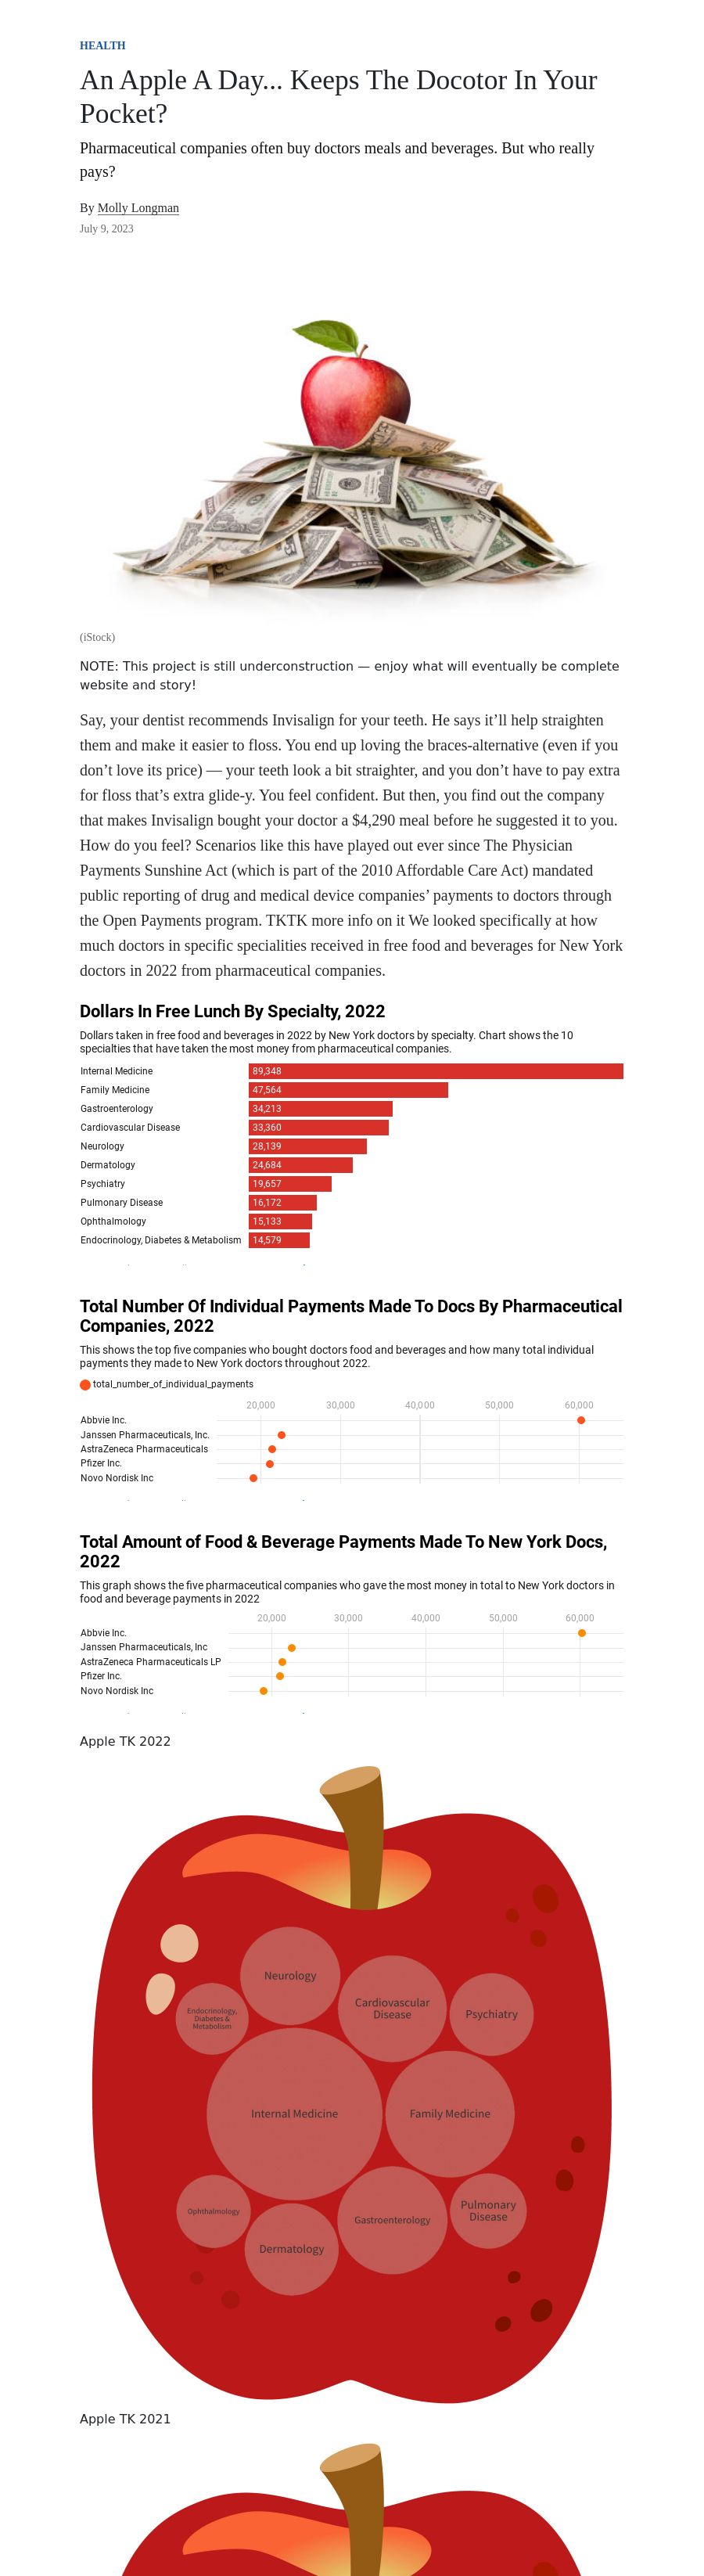 HEALTH
An Apple A Day... Keeps The Docotor In Your
Pocket?
Pharmaceutical companies often buy doctors meals and beverages. But who really
pays?
By Molly Longman
July 9, 2023
(iStock)
NOTE: This project is still underconstruction — enjoy what will eventually be complete
website and story!
Say, your dentist recommends Invisalign for your teeth. He says it’ll help straighten
them and make it easier to floss. You end up loving the braces-alternative (even if you
don’t love its price) — your teeth look a bit straighter, and you don’t have to pay extra
for floss that’s extra glide-y. You feel confident. But then, you find out the company
that makes Invisalign bought your doctor a $4,290 meal before he suggested it to you.
How do you feel? Scenarios like this have played out ever since The Physician
Payments Sunshine Act (which is part of the 2010 Affordable Care Act) mandated
public reporting of drug and medical device companies’ payments to doctors through
the Open Payments program. TKTK more info on it We looked specifically at how
much doctors in specific specialities received in free food and beverages for New York
doctors in 2022 from pharmaceutical companies.
Dollars In Free Lunch By Specialty, 2022
Dollars taken in free food and beverages in 2022 by New York doctors by specialty. Chart shows the 10
specialties that have taken the most money from pharmaceutical companies.
Internal Medicine 89,348
Family Medicine 47,564
Gastroenterology 34,213
Cardiovascular Disease 33,360
Neurology 28,139
Dermatology 24,684
Psychiatry 19,657
Pulmonary Disease 16,172
Ophthalmology 15,133
Endocrinology, Diabetes & Metabolism 14,579
Total Number Of Individual Payments Made To Docs By Pharmaceutical
Companies, 2022
This shows the top five companies who bought doctors food and beverages and how many total individual
payments they made to New York doctors throughout 2022.
total_number_of_individual_payments
20,000 30,000 40,000 50,000 60,000
Abbvie Inc.
Janssen Pharmaceuticals, Inc.
AstraZeneca Pharmaceuticals
Pfizer Inc.
Novo Nordisk Inc
Total Amount of Food & Beverage Payments Made To New York Docs,
2022
This graph shows the five pharmaceutical companies who gave the most money in total to New York doctors in
food and beverage payments in 2022
20,000 30,000 40,000 50,000 60,000
Abbvie Inc.
Janssen Pharmaceuticals, Inc
AstraZeneca Pharmaceuticals LP
Pfizer Inc.
Novo Nordisk Inc
Apple TK 2022
Neurology
Cardiovascular
Disease
Psychiatry
Endocrinology,
Diabetes &
Metabolism
Internal Medicine
Family Medicine
Ophthalmology
Pulmonary
Disease
Gastroenterology
Dermatology
Apple TK 2021